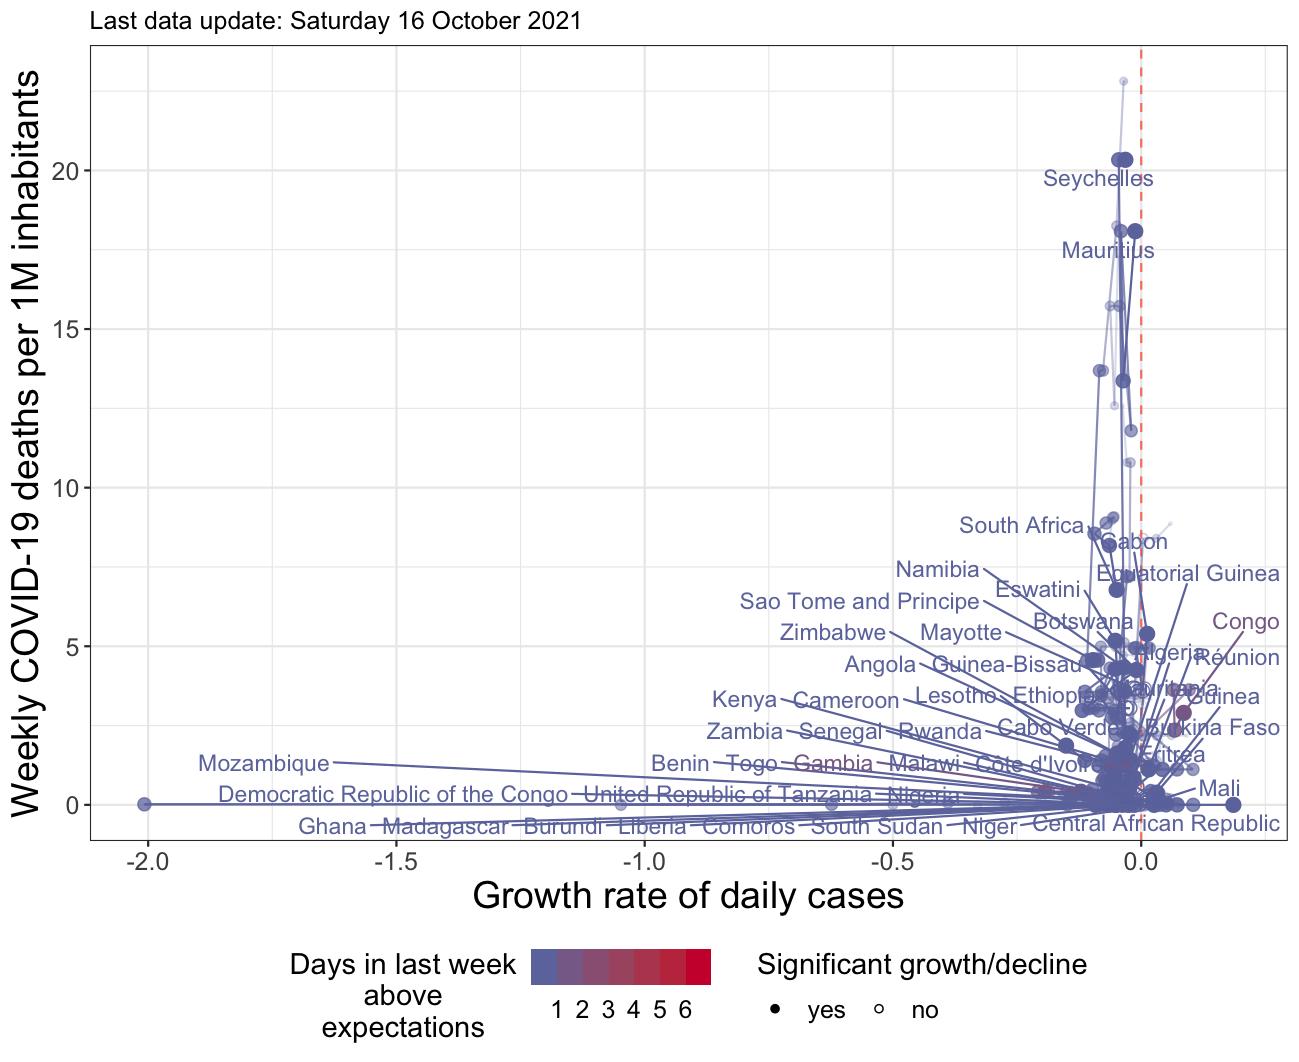 Last data update: Saturday 16 October 2021
Weekly COVID-19 deaths per 1M inhabitants
20
15
10
5
0
Seychelles
Mauritius
South Africa
Gabon
Namibia
Equatorial Guinea
Eswatini
Sao Tome and Principe
Botswana
Congo
Zimbabwe
Mayotte
Algeria
Réunion
Angola
Guinea-Bissau
Mauritania
Kenya
Cameroon
Lesotho
Ethiopia
Guinea
Zambia
Senegal
Rwanda
Cabo Verde
Burkina Faso
Mozambique
Benin
Togo
Gambia
Malawi
Côte d'Ivoire
Eritrea
Democratic Republic of the Congo
United Republic of Tanzania
Nigeria
Mali
Ghana
Madagascar
Burundi
Liberia
Comoros
South Sudan
Niger
Central African Republic
-2.0
-1.5
-1.0
-0.5
0.0
Growth rate of daily cases
Days in last week
above
expectations
1 2 3 4 5 6
Significant growth/decline
yes
no